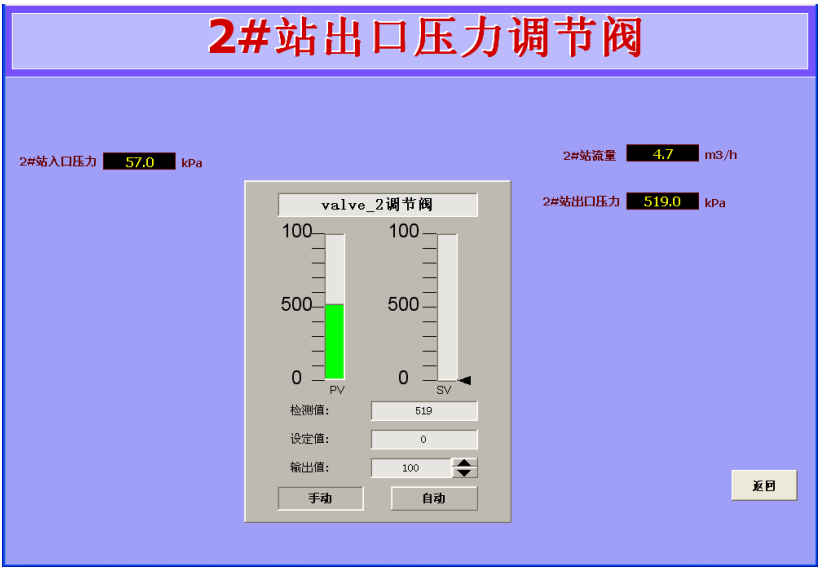 2#站出口压力调节阀
2#站入口压力 57.0 kPa
2#站流量 4.7 m3/h
2#站出口压力 519.0 kPa
valve_2调节阀
100 100
500 500
0 0
PV SV
检测值: 519
设定值: 0
输出值: 100
手动 自动
返回